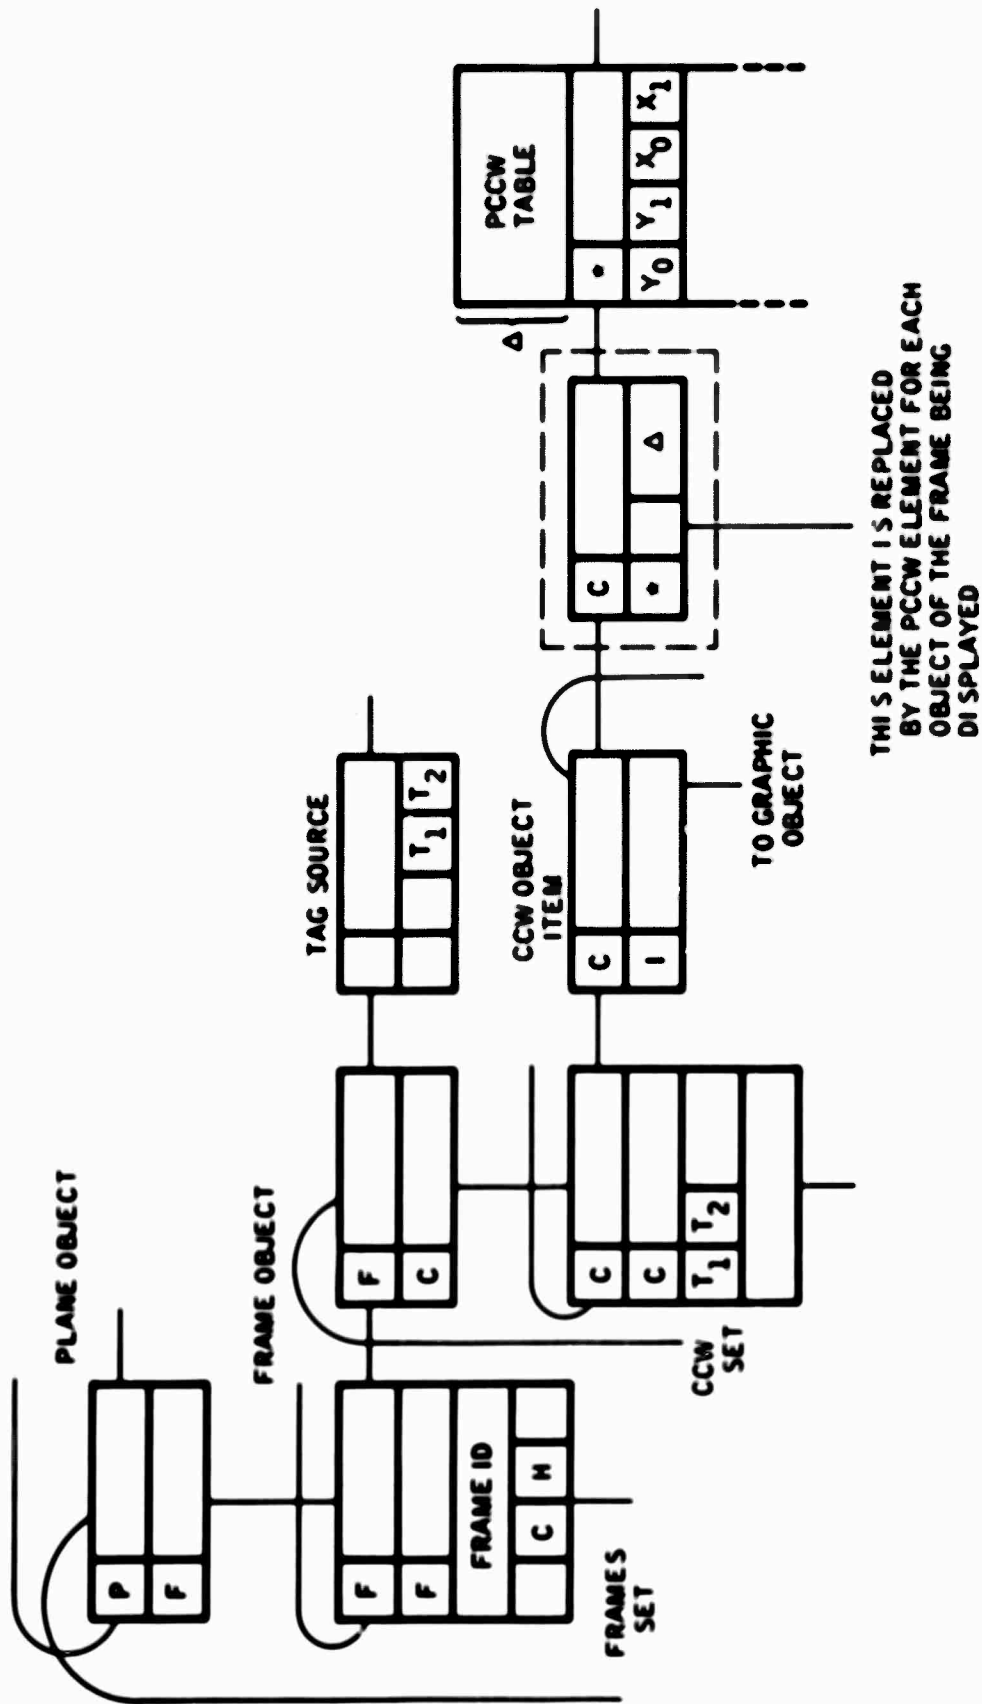 PLANE OBJECT
P
F
FRAME OBJECT
F
F
FRAME ID
C H
FRAMES
SET
F
C
TAG SOURCE
T1 T2
CCW
SET
C
C
T1 T2
CCW OBJECT
ITEM
C
I
TO GRAPHIC
OBJECT
C
* Δ
Δ
PCCW
TABLE
*
Y0 Y1 X0 X1
THIS ELEMENT IS REPLACED
BY THE PCCW ELEMENT FOR EACH
OBJECT OF THE FRAME BEING
DISPLAYED